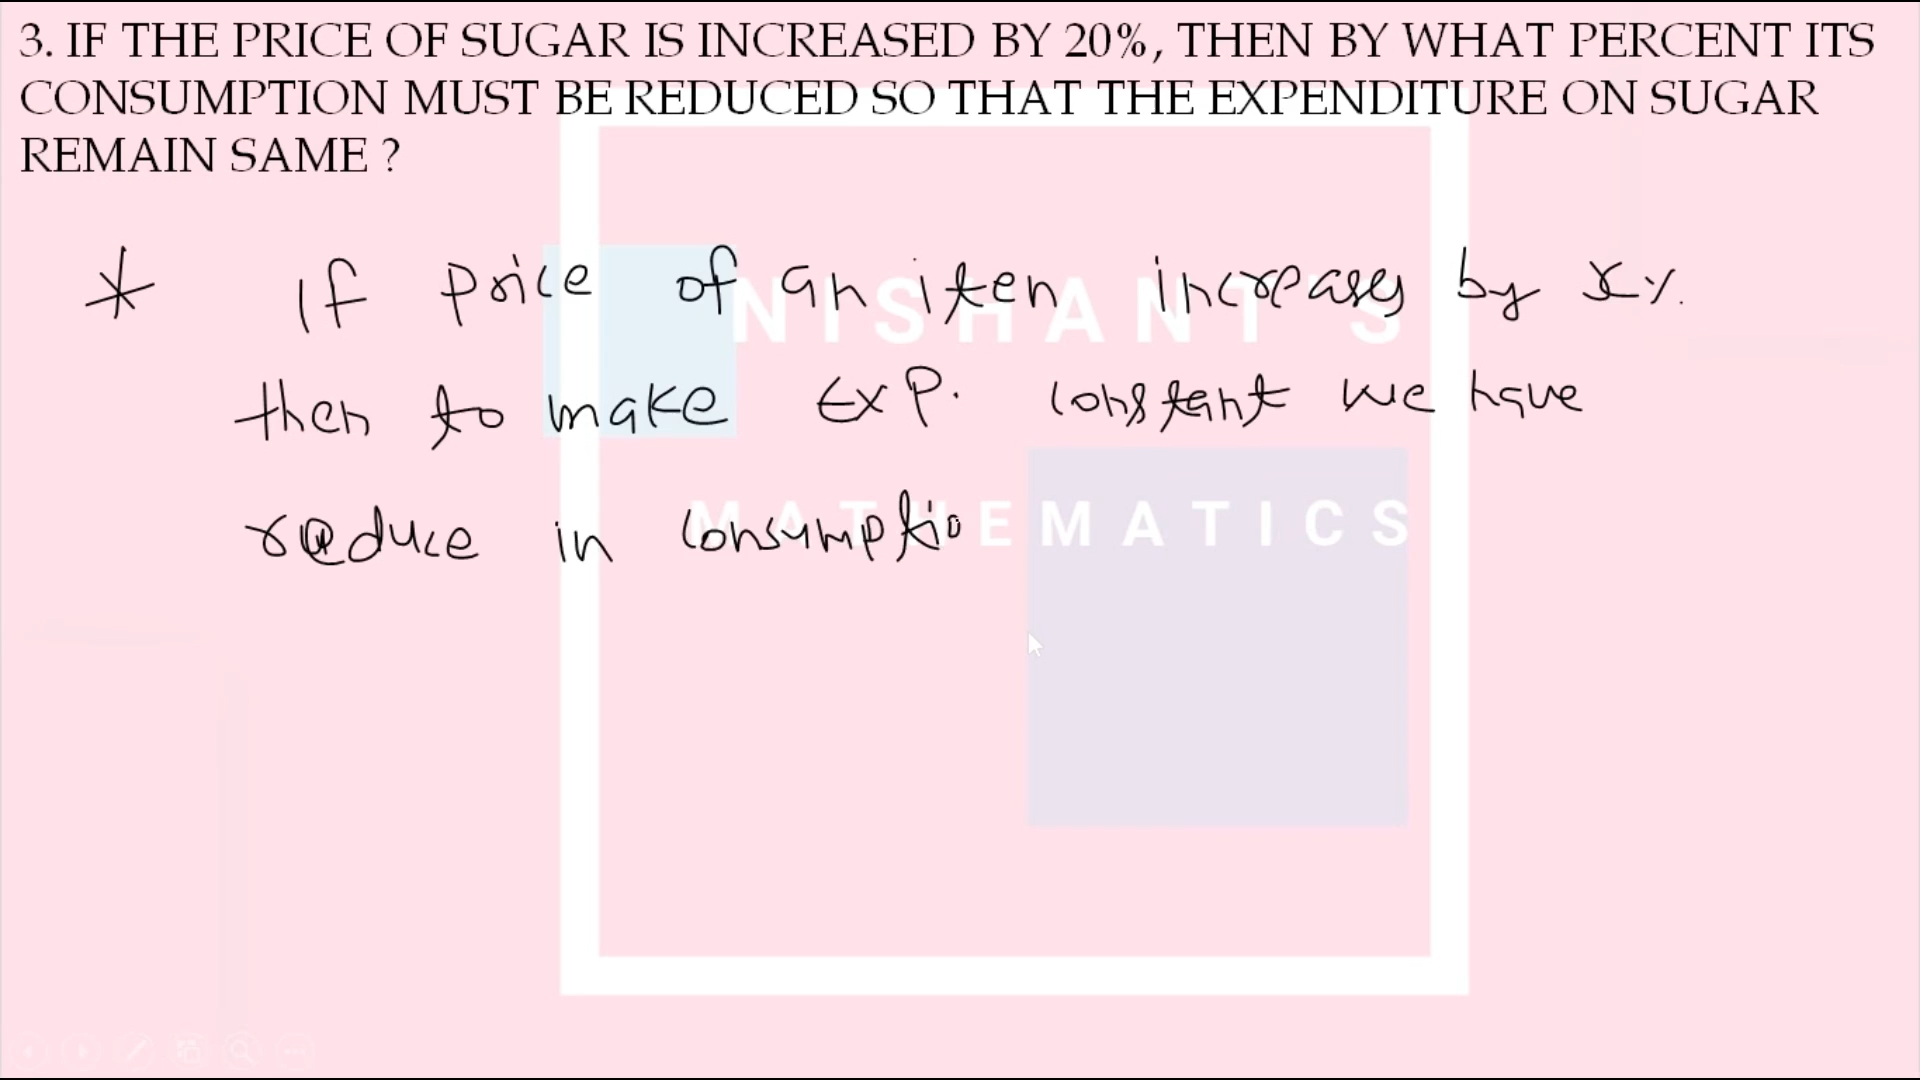 3. IF THE PRICE OF SUGAR IS INCREASED BY 20%, THEN BY WHAT PERCENT ITS
CONSUMPTION MUST BE REDUCED SO THAT THE EXPENDITURE ON SUGAR
REMAIN SAME ?
* If price of an iten increases by x%.
NISHANT'S
then to make Exp. constant we have
MATHEMATICS
reduce in consumptio